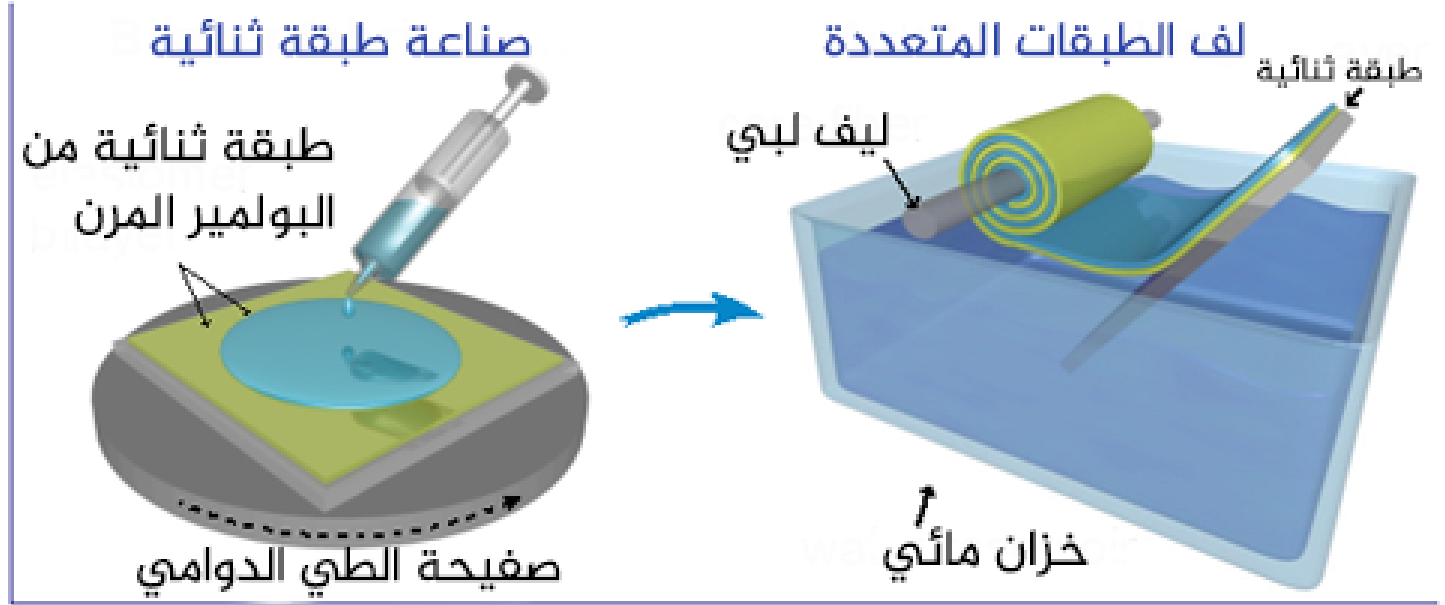 صناعة طبقة ثنائية
طبقة ثنائية من
البولمير المرن
صفيحة الطي الدوامي
لف الطبقات المتعددة
طبقة ثنائية
ليف لبي
خزان مائي